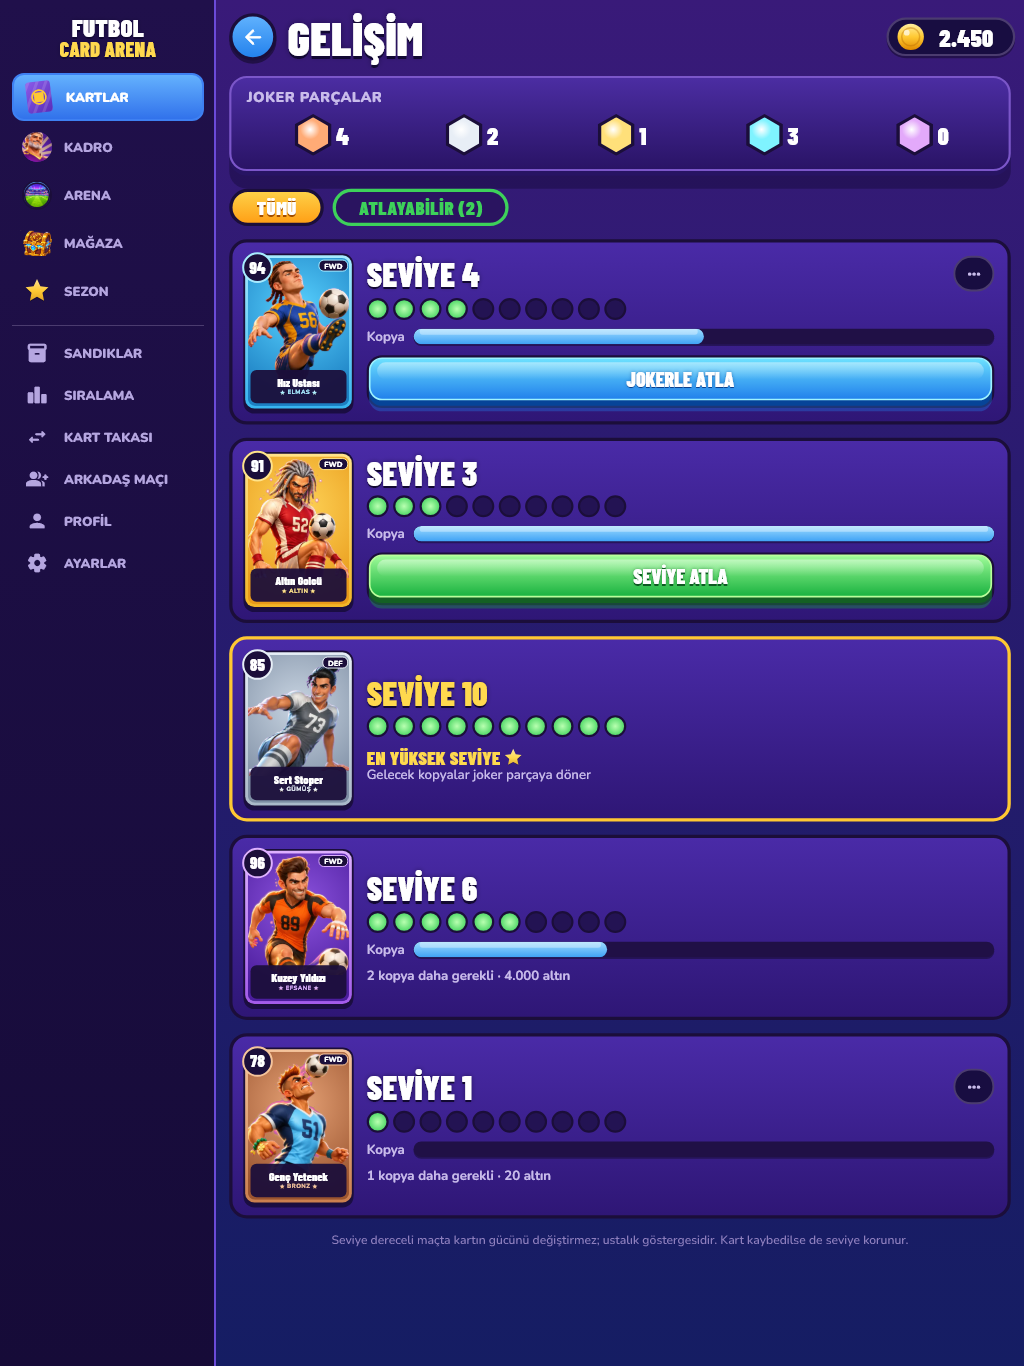 FUTBOL
CARD ARENA
KARTLAR
KADRO
ARENA
MAĞAZA
SEZON
SANDIKLAR
SIRALAMA
KART TAKASI
ARKADAŞ MAÇI
PROFİL
AYARLAR
GELİŞİM
2.450
JOKER PARÇALAR
4
2
1
3
0
TÜMÜ
ATLAYABİLİR (2)
94
FWD
56
Hız Ustası
★ ELMAS ★
SEVİYE 4
Kopya
JOKERLE ATLA
91
FWD
52
Altın Golcü
★ ALTIN ★
SEVİYE 3
Kopya
SEVİYE ATLA
85
DEF
73
Sert Stoper
★ GÜMÜŞ ★
SEVİYE 10
EN YÜKSEK SEVİYE
Gelecek kopyalar joker parçaya döner
96
FWD
89
Kuzey Yıldızı
★ EFSANE ★
SEVİYE 6
Kopya
2 kopya daha gerekli · 4.000 altın
78
FWD
51
Genç Yetenek
★ BRONZ ★
SEVİYE 1
Kopya
1 kopya daha gerekli · 20 altın
Seviye dereceli maçta kartın gücünü değiştirmez; ustalık göstergesidir. Kart kaybedilse de seviye korunur.